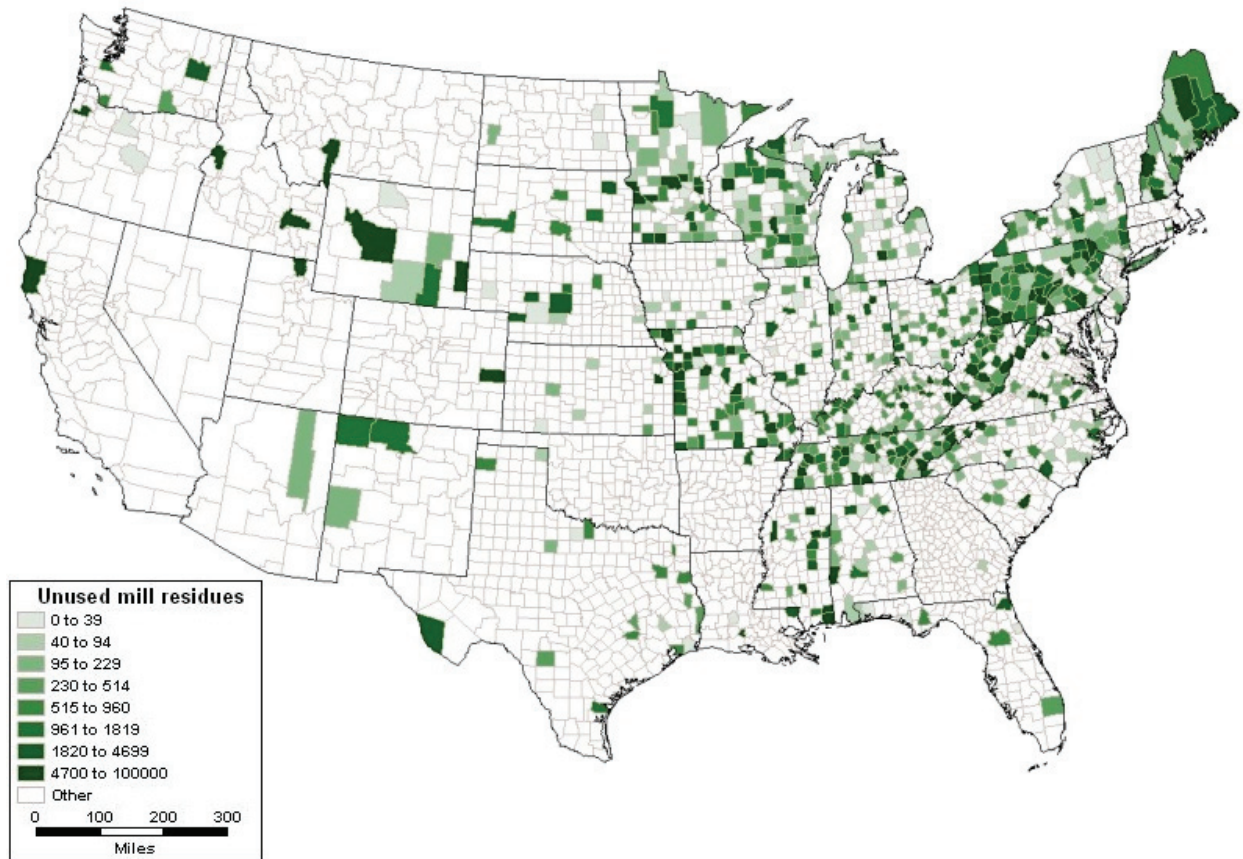 Unused mill residues
0 to 39
40 to 94
95 to 229
230 to 514
515 to 960
961 to 1819
1820 to 4699
4700 to 100000
Other
0 100 200 300
Miles